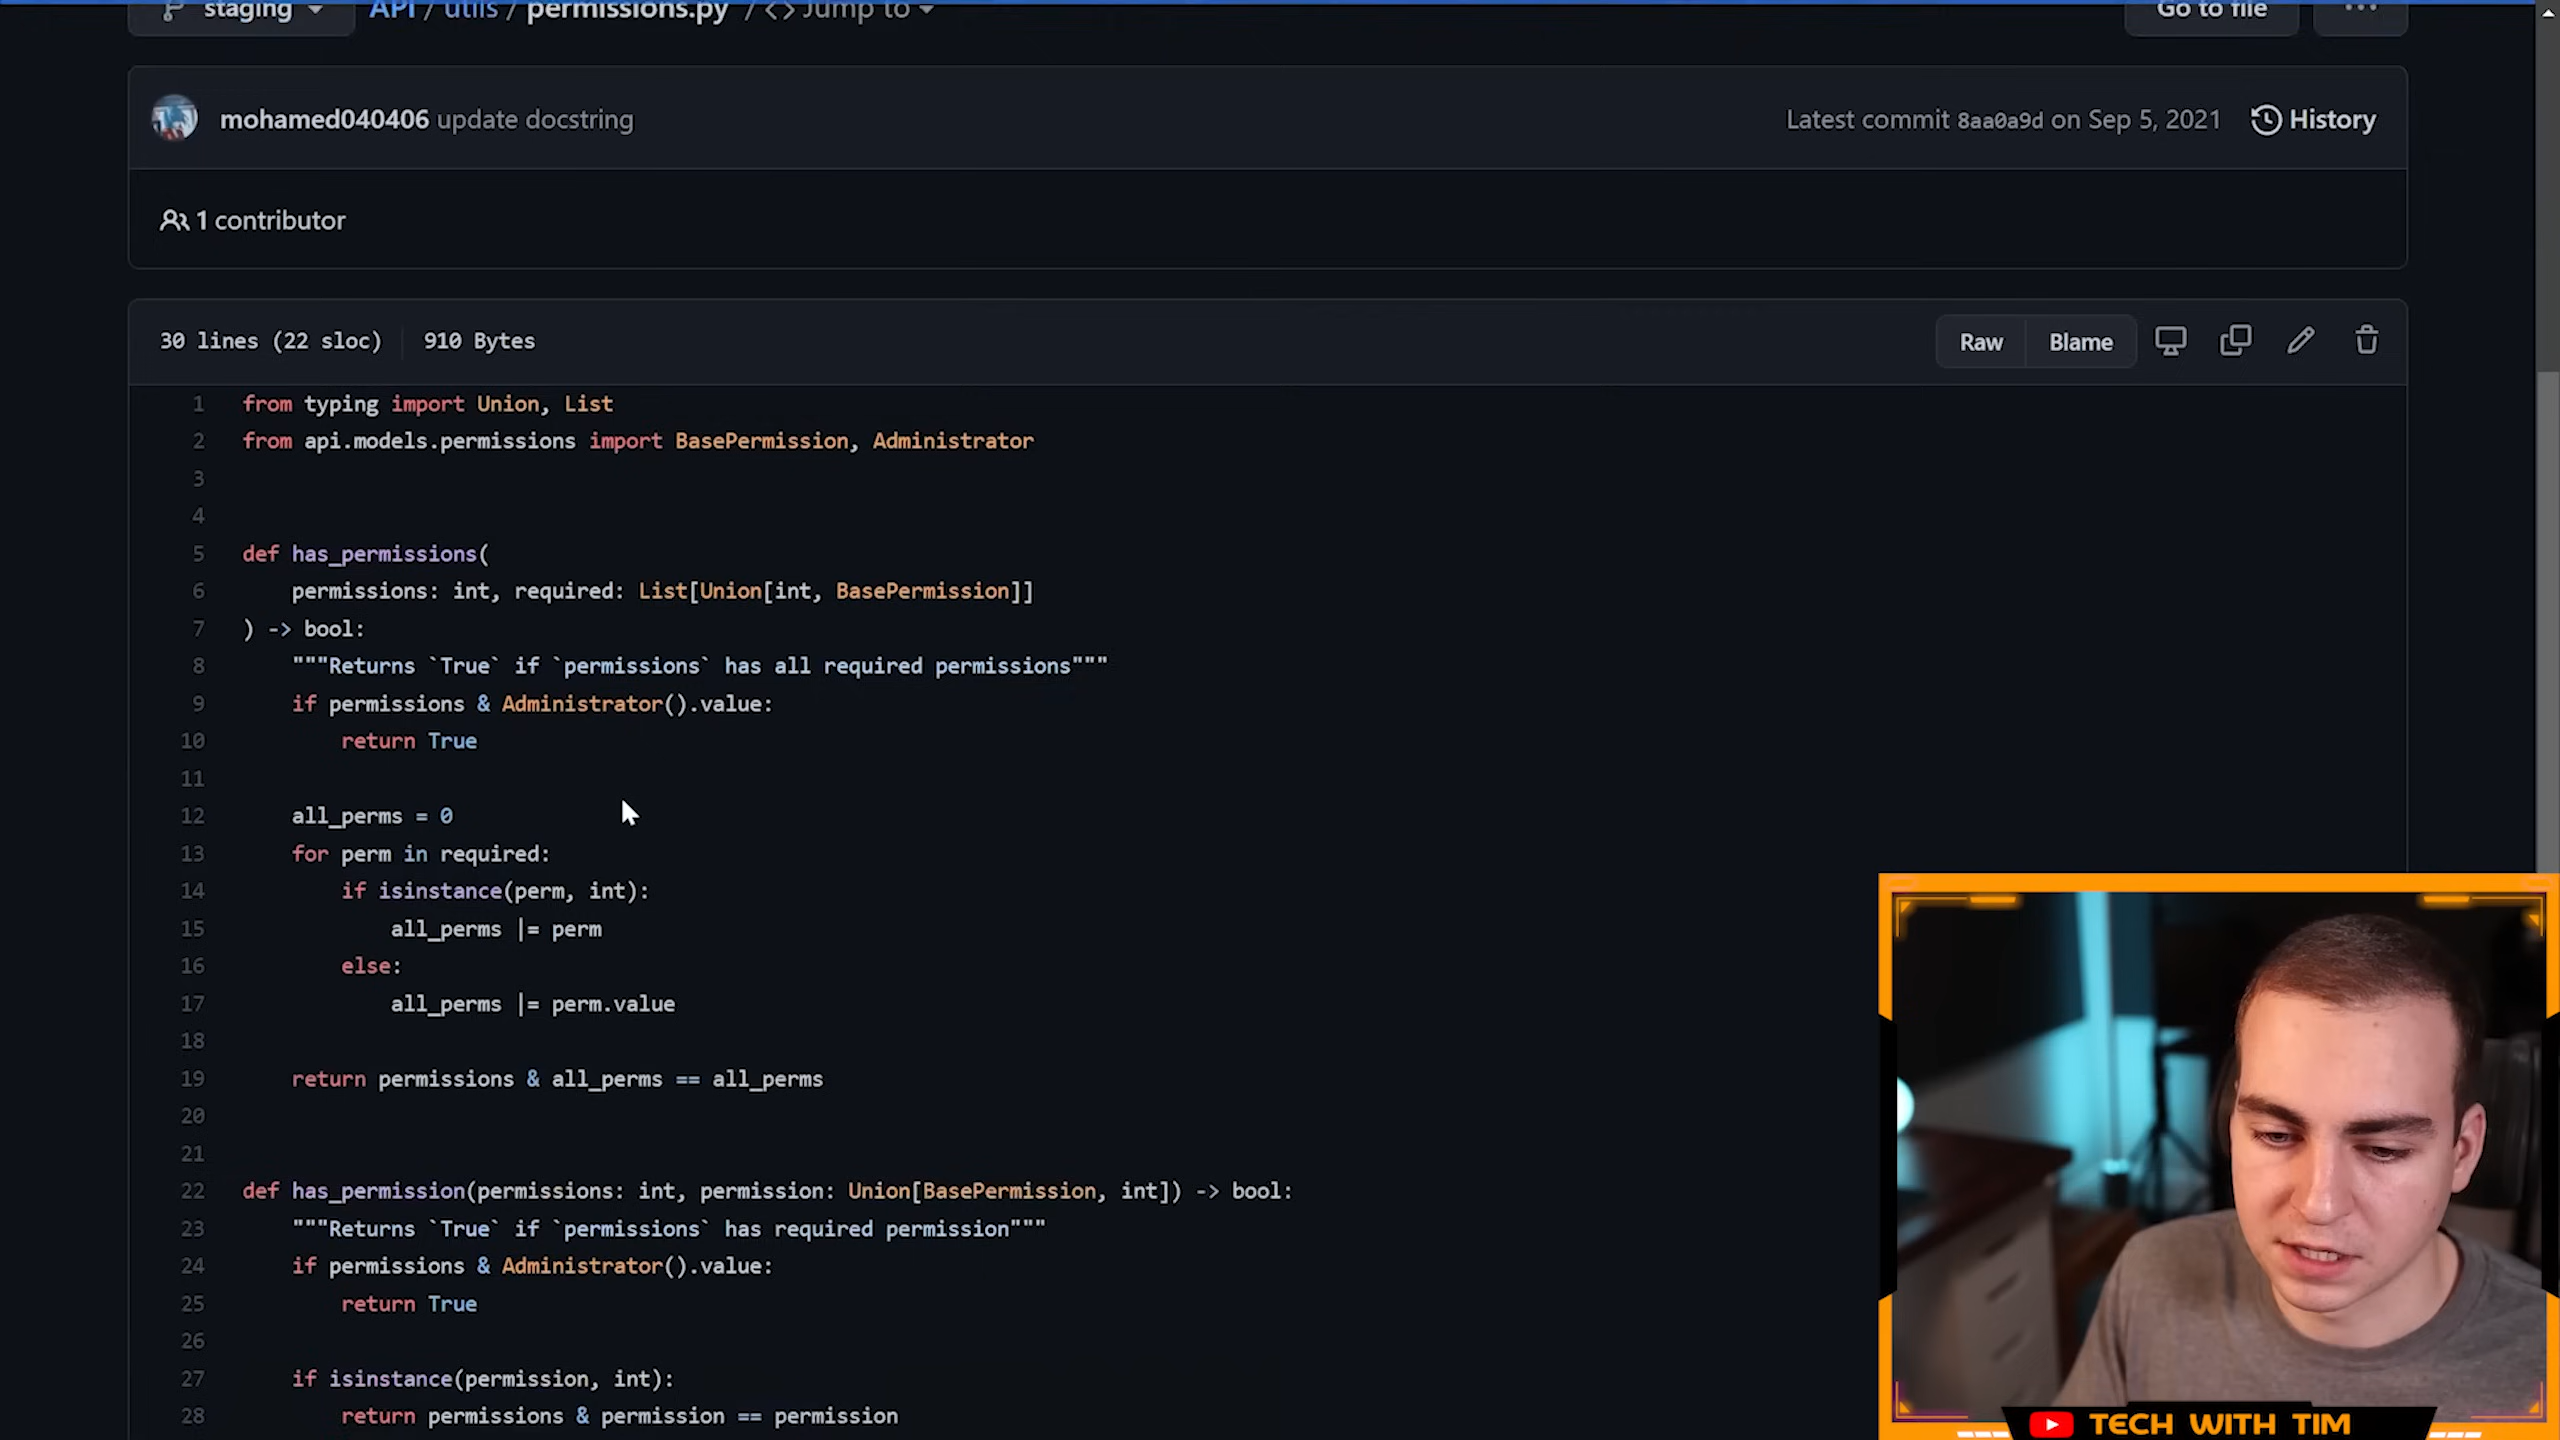 staging API / utils / permissions.py / <> Jump to Go to file ...
mohamed040406 update docstring Latest commit 8aa0a9d on Sep 5, 2021 History
1 contributor
30 lines (22 sloc) 910 Bytes Raw Blame
1 from typing import Union, List
2 from api.models.permissions import BasePermission, Administrator
3
4
5 def has_permissions(
6     permissions: int, required: List[Union[int, BasePermission]]
7 ) -> bool:
8     """Returns `True` if `permissions` has all required permissions"""
9     if permissions & Administrator().value:
10         return True
11
12     all_perms = 0
13     for perm in required:
14         if isinstance(perm, int):
15             all_perms |= perm
16         else:
17             all_perms |= perm.value
18
19     return permissions & all_perms == all_perms
20
21
22 def has_permission(permissions: int, permission: Union[BasePermission, int]) -> bool:
23     """Returns `True` if `permissions` has required permission"""
24     if permissions & Administrator().value:
25         return True
26
27     if isinstance(permission, int):
28         return permissions & permission == permission
TECH WITH TIM